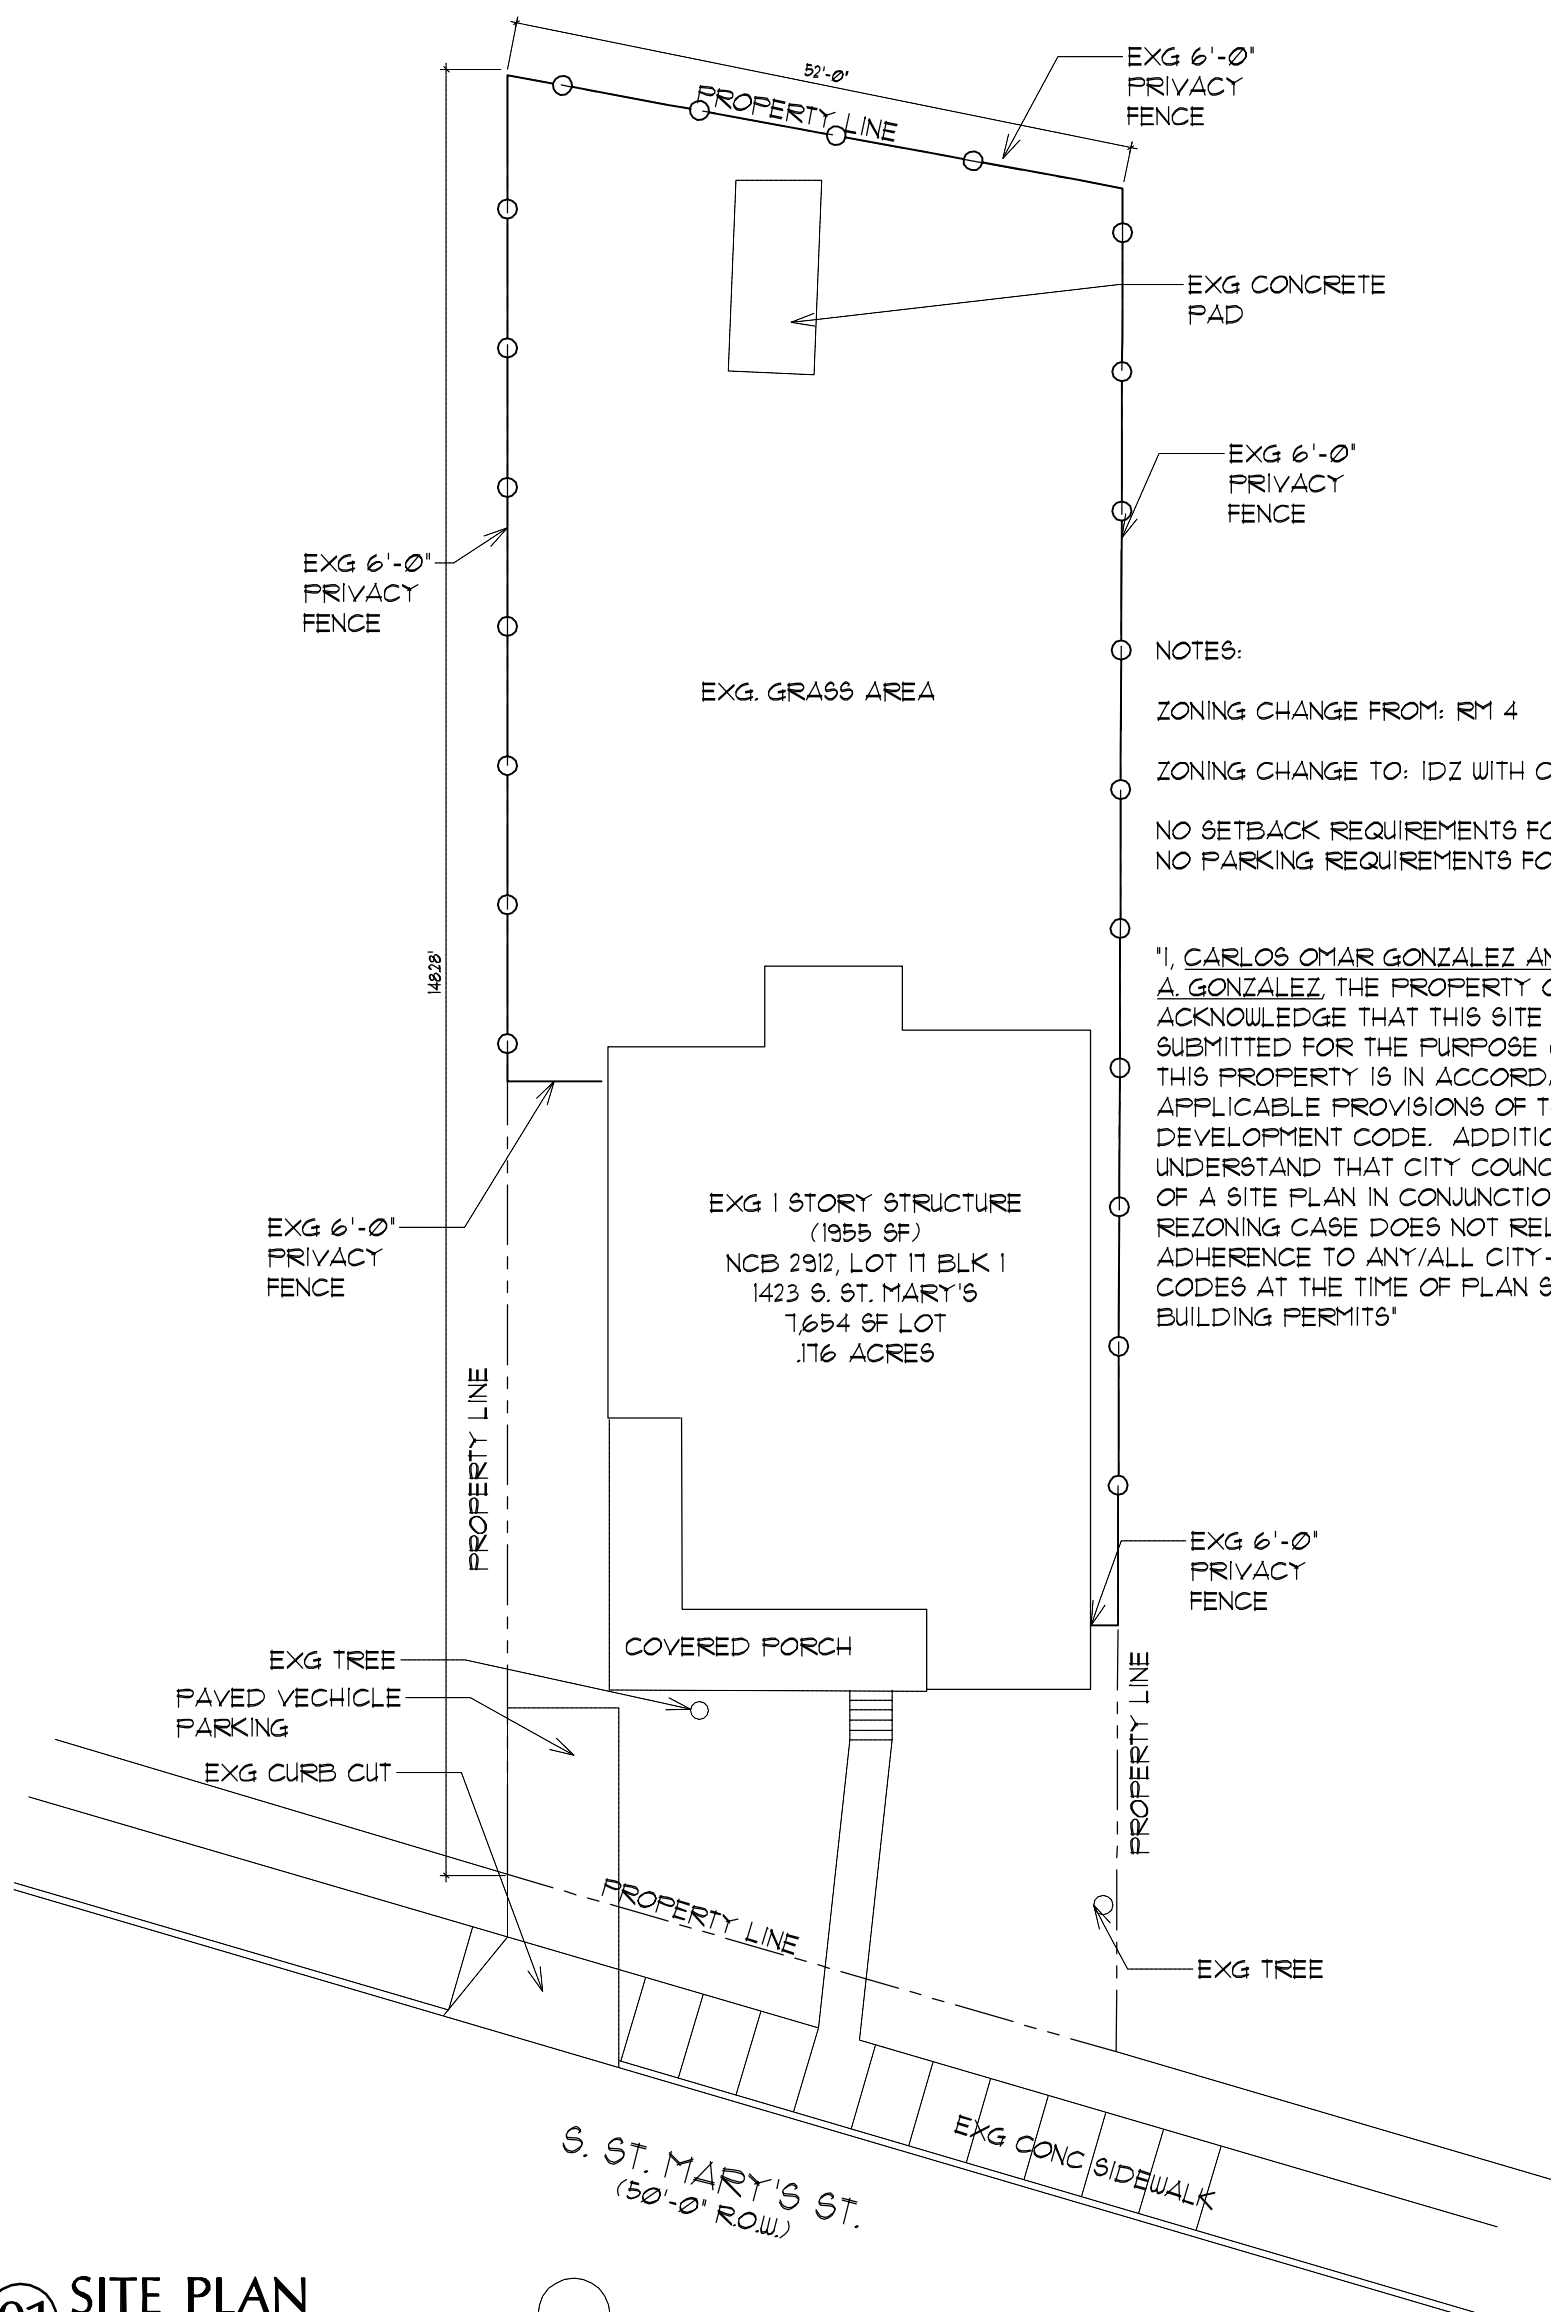 52'-0"
EXG 6'-0"
PRIVACY
FENCE
PROPERTY LINE
EXG CONCRETE
PAD
EXG 6'-0"
PRIVACY
FENCE
EXG 6'-0"
PRIVACY
FENCE
EXG. GRASS AREA
NOTES:
ZONING CHANGE FROM: RM 4
ZONING CHANGE TO: IDZ WITH
NO SETBACK REQUIREMENTS
NO PARKING REQUIREMENTS
148.28'
"I, CARLOS OMAR GONZALEZ
A. GONZALEZ, THE PROPERTY
ACKNOWLEDGE THAT THIS SITE
SUBMITTED FOR THE PURPOSE
THIS PROPERTY IS IN
APPLICABLE PROVISIONS OF
DEVELOPMENT CODE.
UNDERSTAND THAT CITY
OF A SITE PLAN IN
REZONING CASE DOES NOT
ADHERENCE TO ANY/ALL CITY-
CODES AT THE TIME OF PLAN
BUILDING PERMITS"
EXG 1 STORY STRUCTURE
(1955 SF)
NCB 2912, LOT 17 BLK 1
1423 S. ST. MARY'S
7,654 SF LOT
.176 ACRES
EXG 6'-0"
PRIVACY
FENCE
PROPERTY LINE
EXG 6'-0"
PRIVACY
FENCE
COVERED PORCH
EXG TREE
PAVED VECHICLE
PARKING
EXG CURB CUT
PROPERTY LINE
PROPERTY LINE
EXG TREE
EXG CONC SIDEWALK
S. ST. MARY'S ST.
(50'-0" R.O.W.)
SITE PLAN